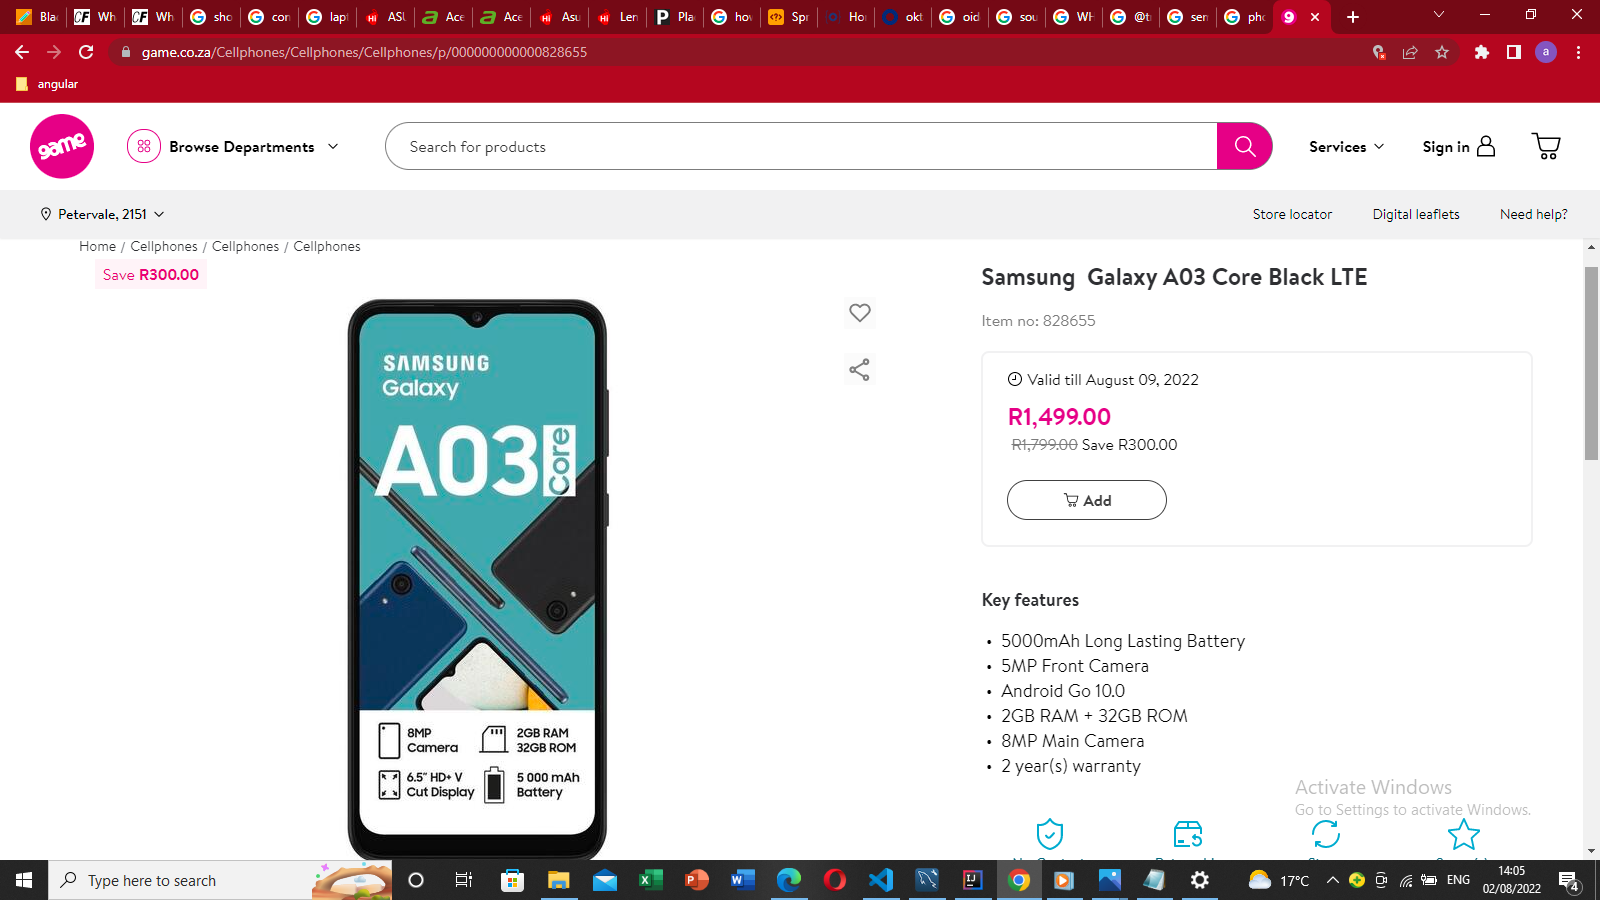 Bla
Wh
Wh
sho
con
lapt
ASU
Ace
Ace
Asu
Len
Pla
how
Spr
Ho
okt
oid
sou
WH
@ti
sem
pho
game.co.za/Cellphones/Cellphones/Cellphones/p/000000000000828655
a
angular
game
Browse Departments
Search for products
Services
Sign in
Petervale, 2151
Store locator
Digital leaflets
Need help?
Home / Cellphones / Cellphones / Cellphones
Save R300.00
SAMSUNG
Galaxy
A03 Core
8MP
Camera
2GB RAM
32GB ROM
6.5" HD+ V
Cut Display
5 000 mAh
Battery
Samsung Galaxy A03 Core Black LTE
Item no: 828655
Valid till August 09, 2022
R1,499.00
R1,799.00 Save R300.00
Add
Key features
• 5000mAh Long Lasting Battery
• 5MP Front Camera
• Android Go 10.0
• 2GB RAM + 32GB ROM
• 8MP Main Camera
• 2 year(s) warranty
Activate Windows
Go to Settings to activate Windows.
Type here to search
17°C
ENG
14:05
02/08/2022
4